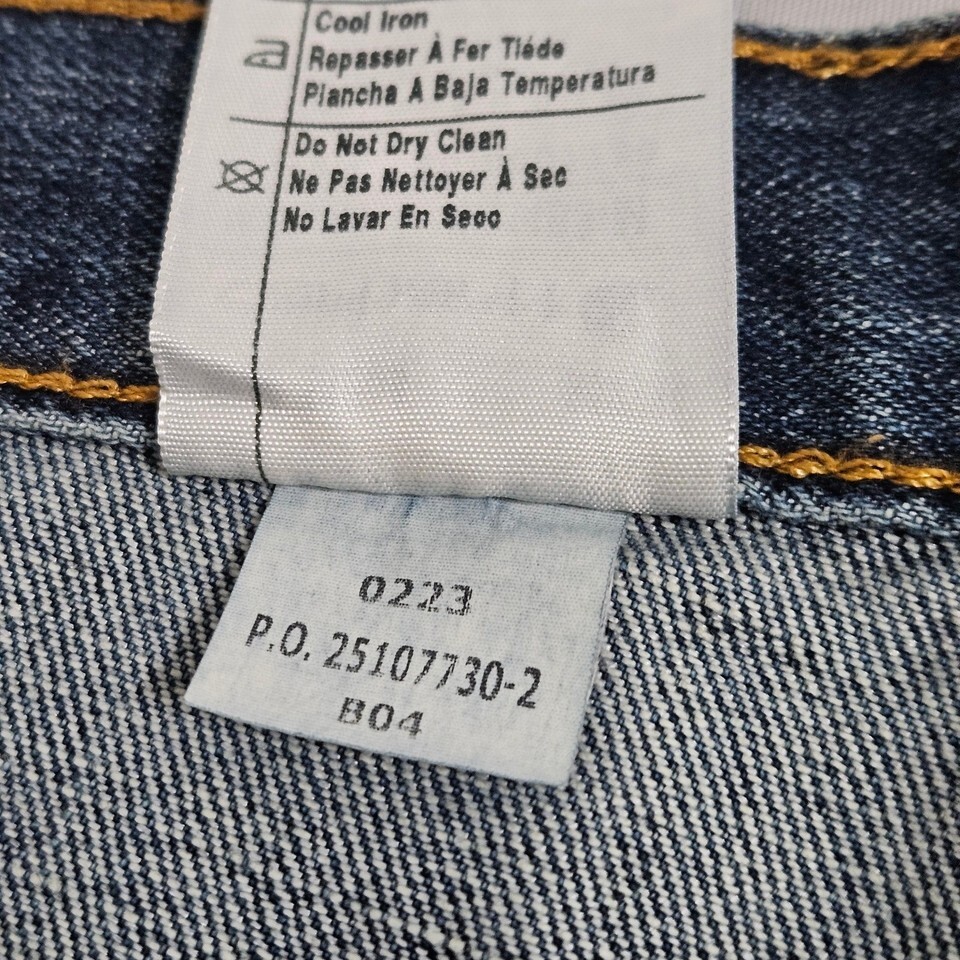 Cool Iron
Repasser À Fer Tiéde
Plancha A Baja Temperatura
Do Not Dry Clean
Ne Pas Nettoyer À Sec
No Lavar En Seco
0223
P.O. 25107730-2
B04